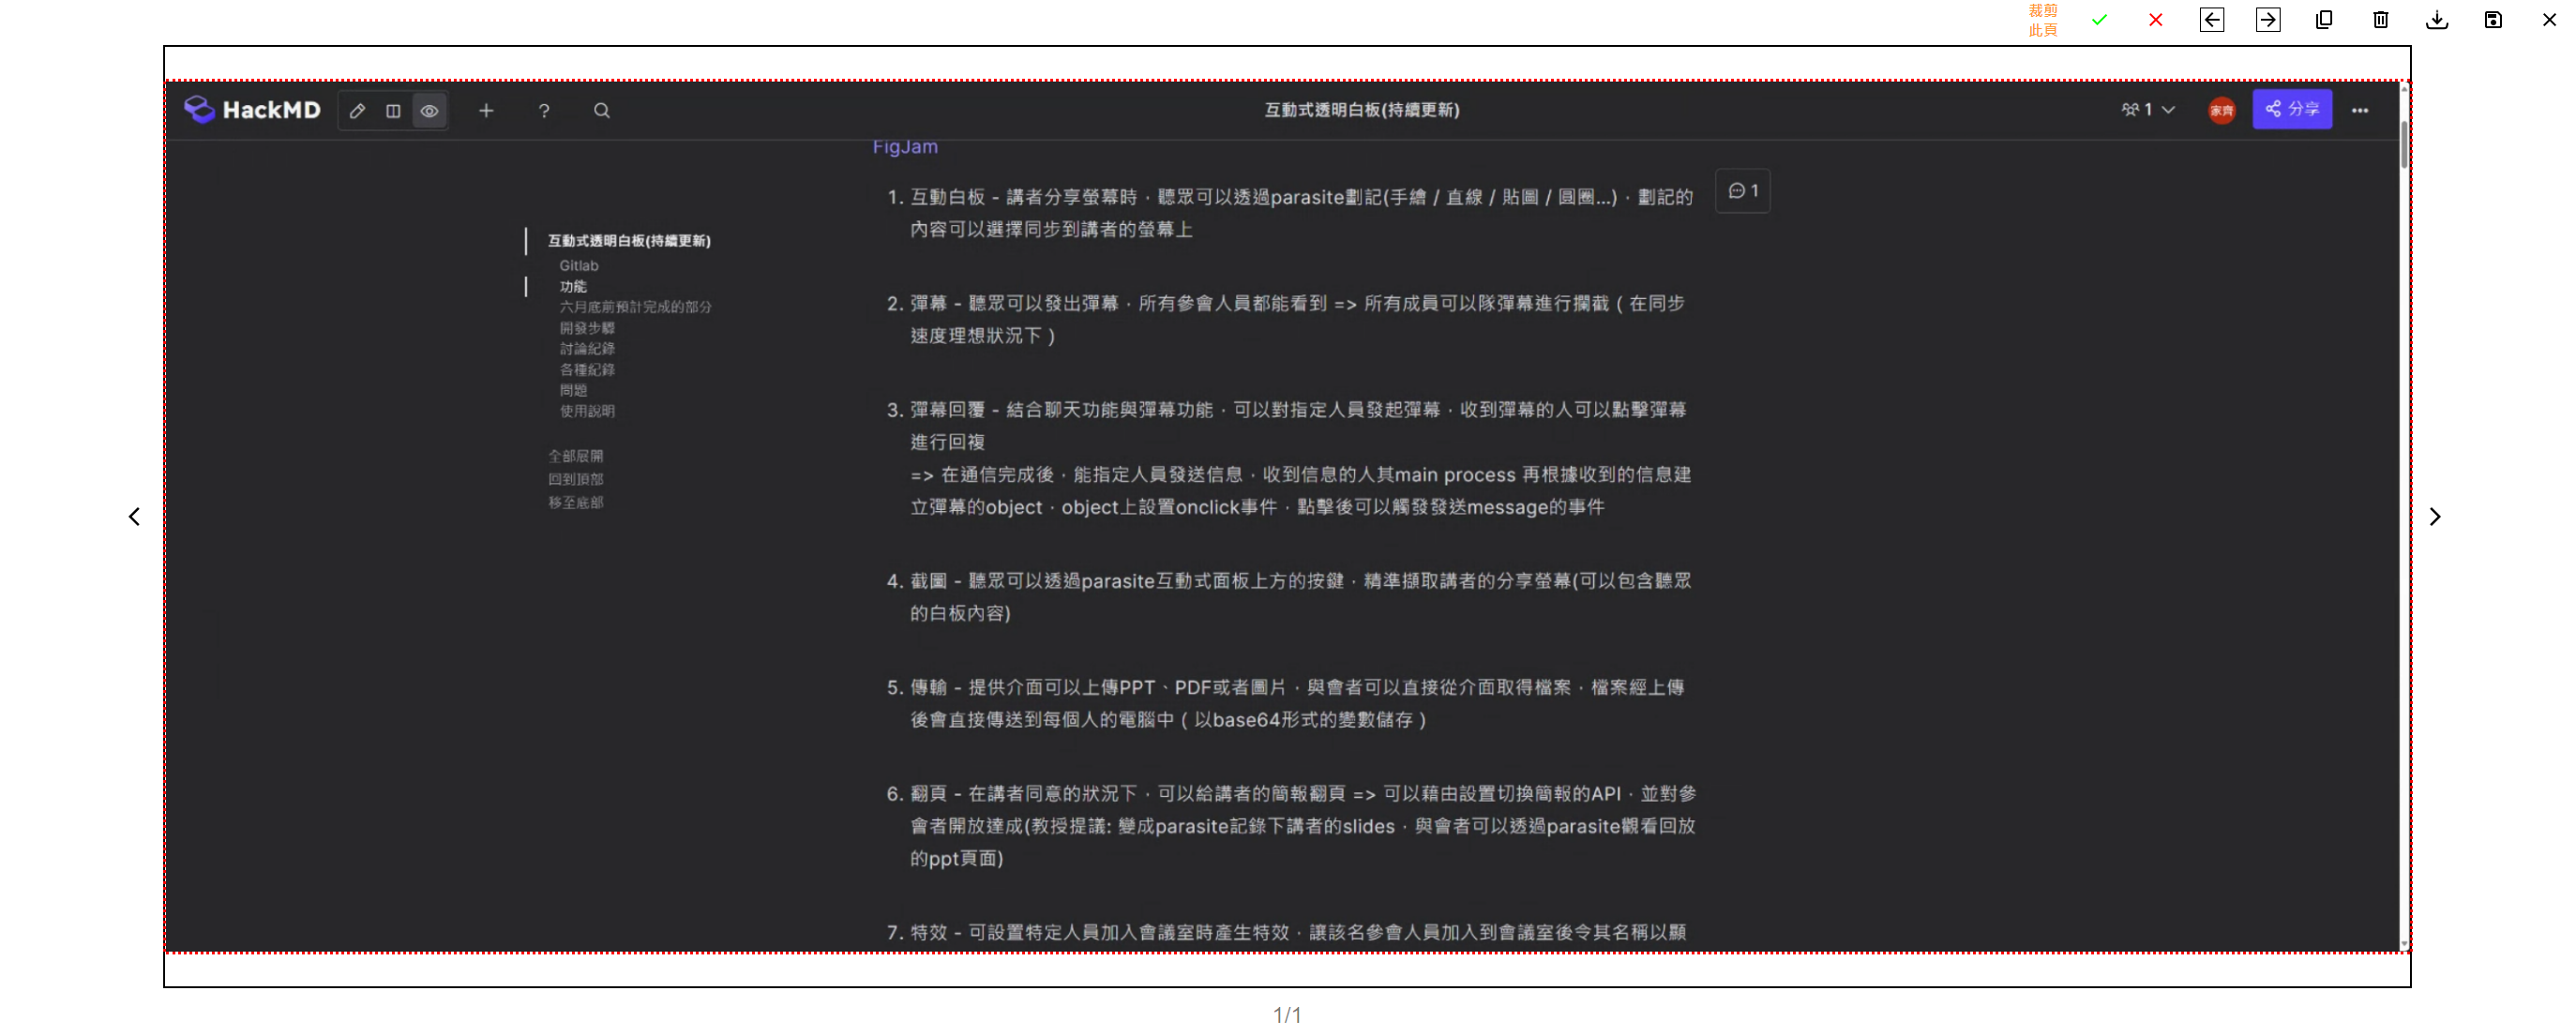 裁剪
此頁
HackMD
互動式透明白板(持續更新)
1
家齊
分享
FigJam
1. 互動白板 - 講者分享螢幕時，聽眾可以透過parasite劃記(手繪 / 直線 / 貼圖 / 圓圈...)，劃記的
內容可以選擇同步到講者的螢幕上
1
互動式透明白板(持續更新)
Gitlab
功能
六月底前預計完成的部分
開發步驟
討論紀錄
各種紀錄
問題
使用說明
全部展開
回到頂部
移至底部
2. 彈幕 - 聽眾可以發出彈幕，所有參會人員都能看到 => 所有成員可以隊彈幕進行攔截 ( 在同步
速度理想狀況下 )
3. 彈幕回覆 - 結合聊天功能與彈幕功能，可以對指定人員發起彈幕，收到彈幕的人可以點擊彈幕
進行回複
=> 在通信完成後，能指定人員發送信息，收到信息的人其main process 再根據收到的信息建
立彈幕的object，object上設置onclick事件，點擊後可以觸發發送message的事件
4. 截圖 - 聽眾可以透過parasite互動式面板上方的按鍵，精準擷取講者的分享螢幕(可以包含聽眾
的白板內容)
5. 傳輸 - 提供介面可以上傳PPT、PDF或者圖片，與會者可以直接從介面取得檔案，檔案經上傳
後會直接傳送到每個人的電腦中 ( 以base64形式的變數儲存 )
6. 翻頁 - 在講者同意的狀況下，可以給講者的簡報翻頁 => 可以藉由設置切換簡報的API，並對參
會者開放達成(教授提議: 變成parasite記錄下講者的slides，與會者可以透過parasite觀看回放
的ppt頁面)
7. 特效 - 可設置特定人員加入會議室時產生特效，讓該名參會人員加入到會議室後令其名稱以顯
1/1